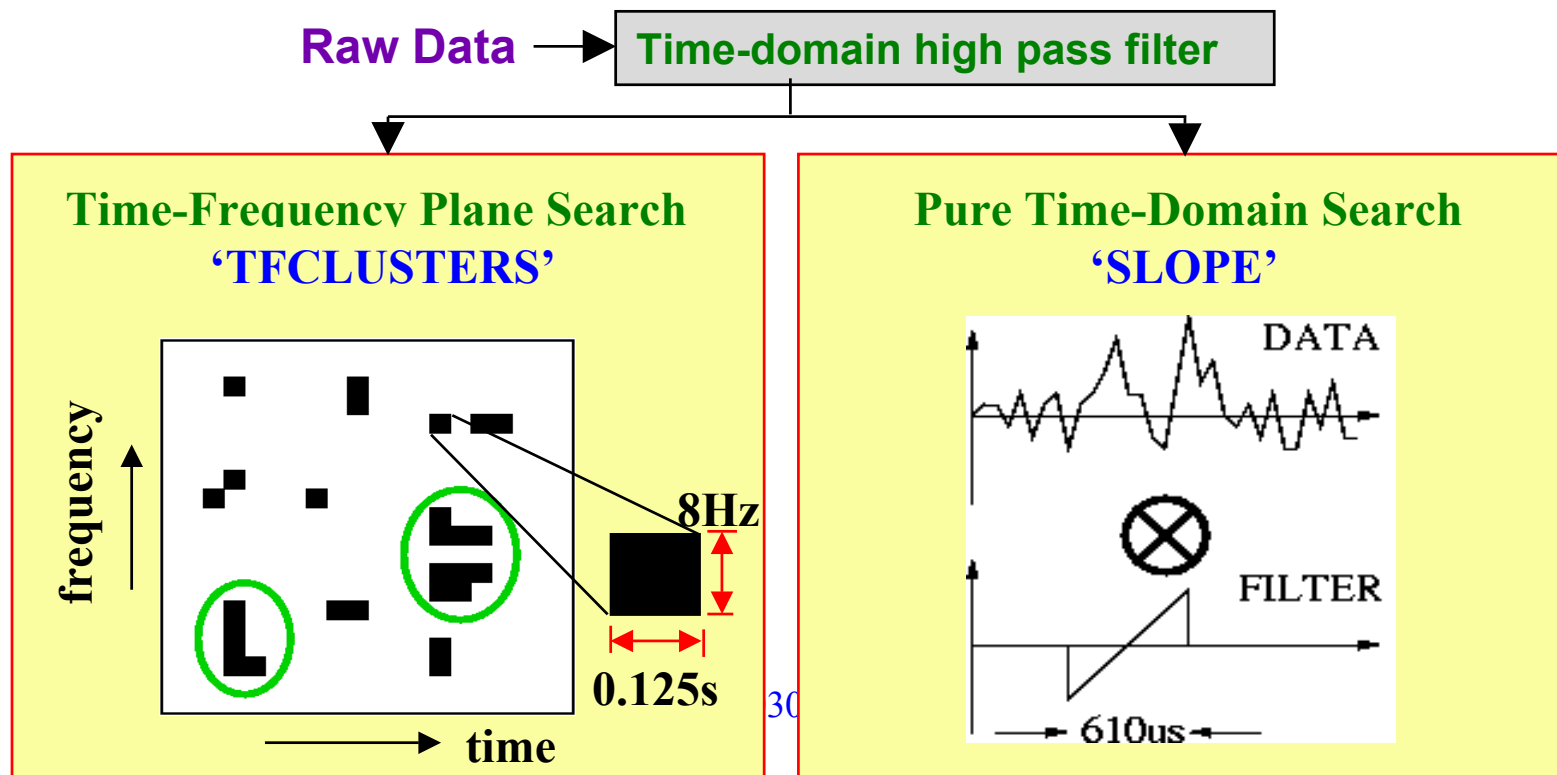 Raw Data
Time-domain high pass filter
Time-Frequency Plane Search
‘TFCLUSTERS’
frequency
8Hz
0.125s
time
30
Pure Time-Domain Search
‘SLOPE’
DATA
FILTER
610us